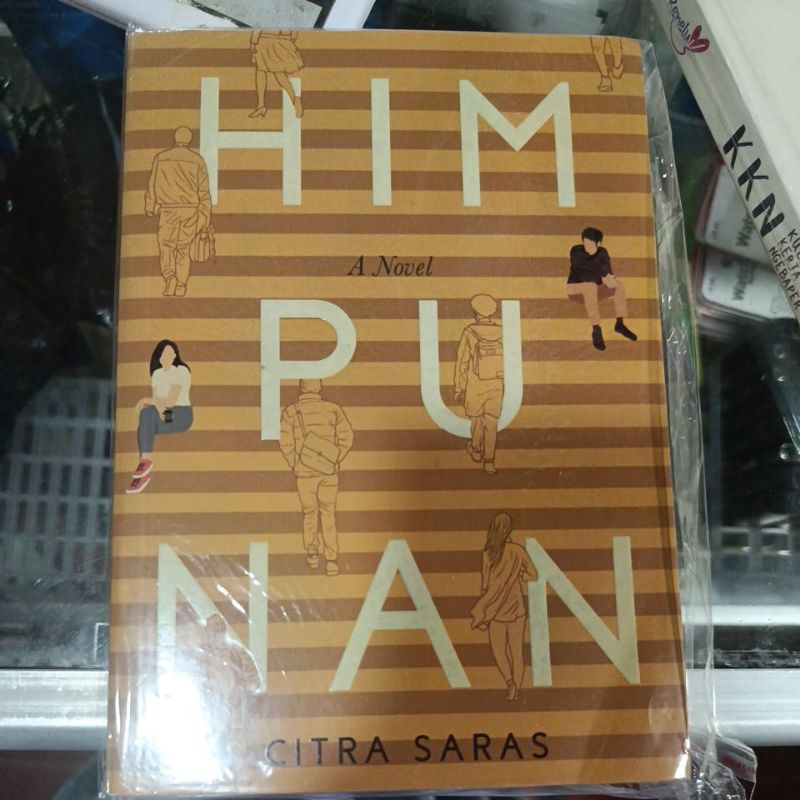 HIM
A Novel
PU
NAN
CITRA SARAS
KKN